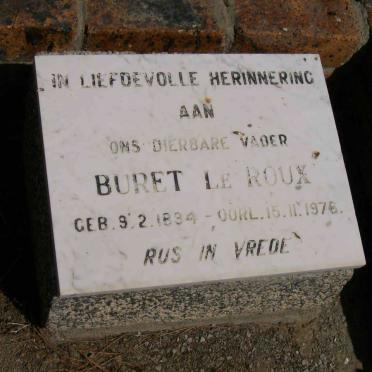 IN LIEFDEVOLLE HERINNERING
AAN
ONS DIERBARE VADER
BURET LE ROUX
GEB. 9.2.1894 - OORL. 15.11.1976.
RUS IN VREDE